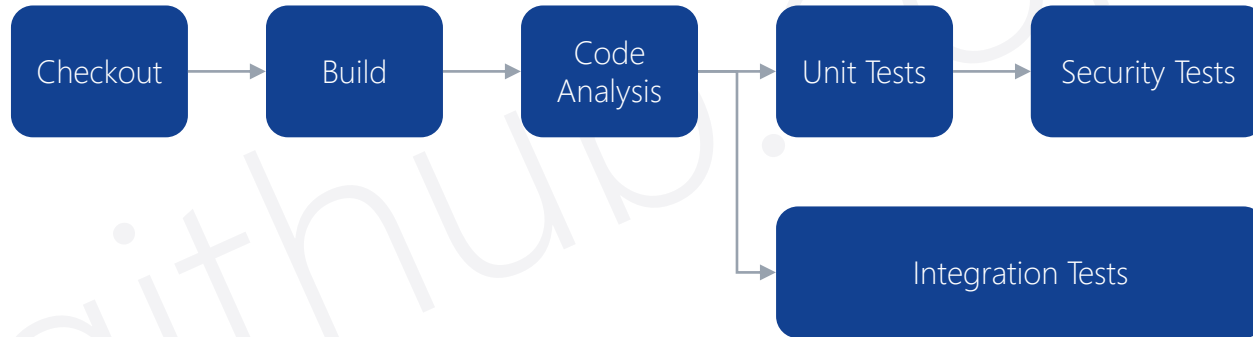 Checkout
Build
Code
Analysis
Unit Tests
Security Tests
Integration Tests
github.